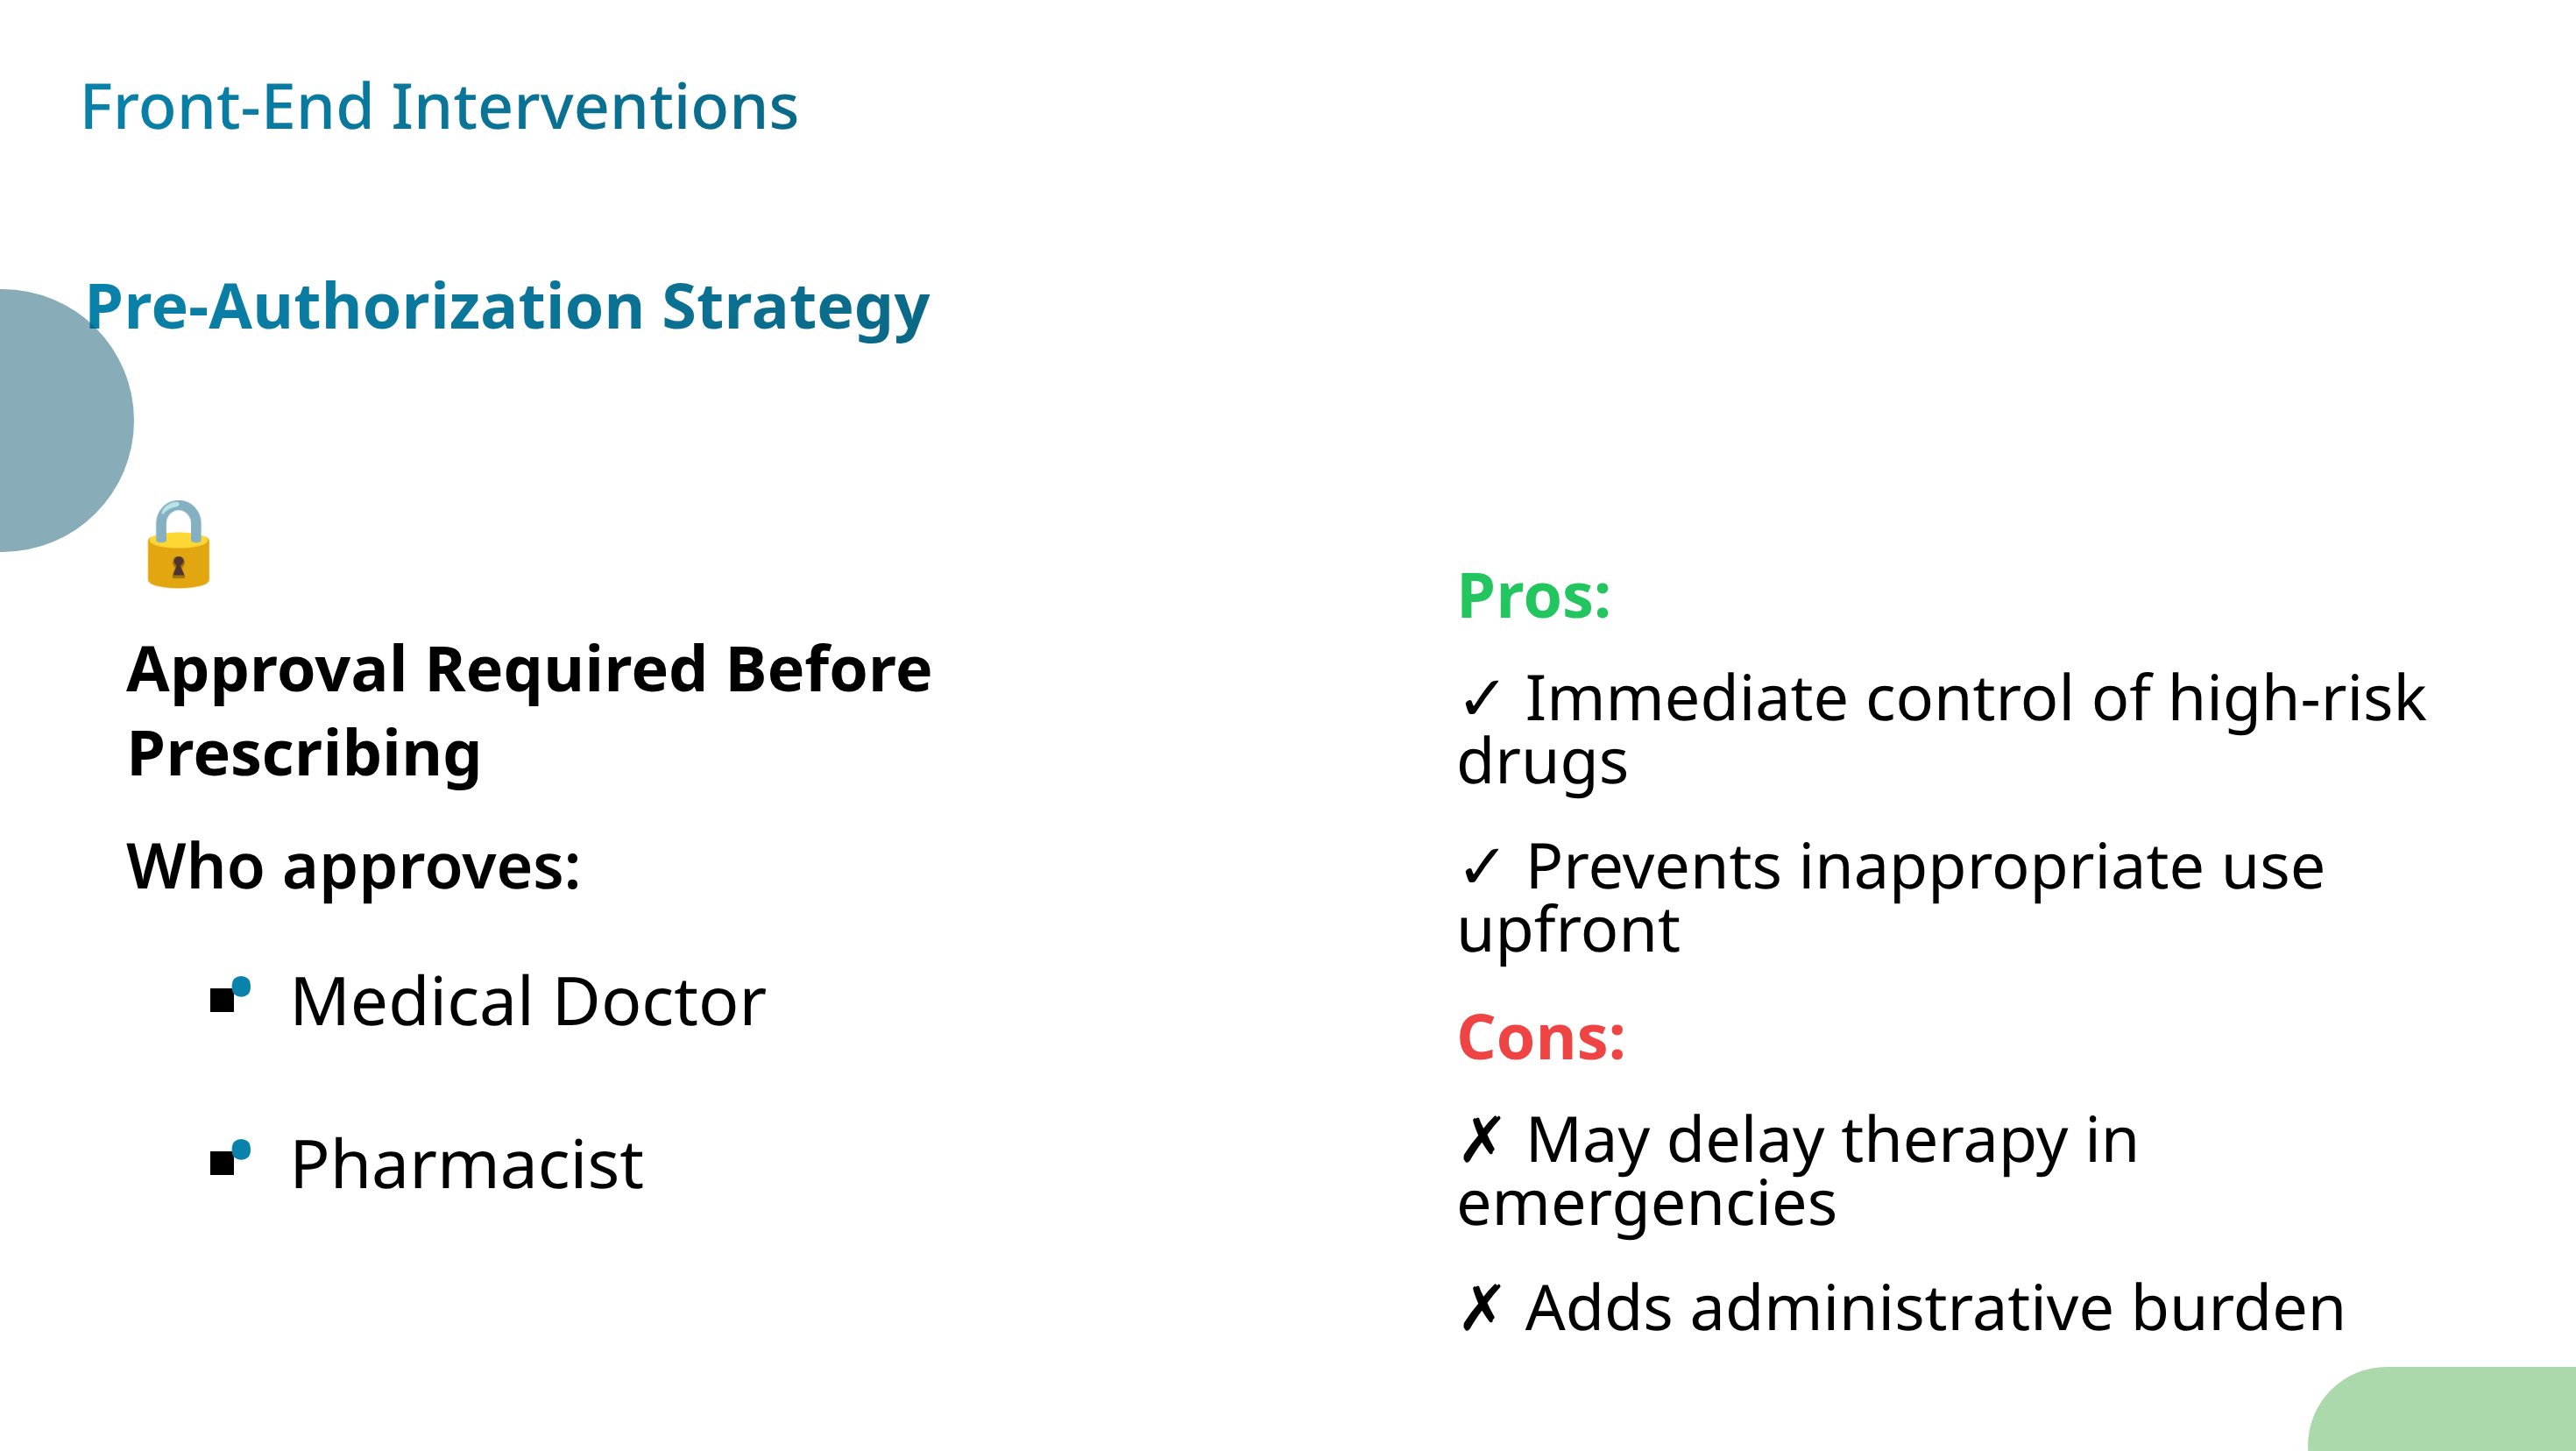 Front-End Interventions
Pre-Authorization Strategy
🔒
Approval Required Before
Prescribing
Who approves:
▪• Medical Doctor
▪• Pharmacist
Pros:
✓ Immediate control of high-risk
drugs
✓ Prevents inappropriate use
upfront
Cons:
✗ May delay therapy in
emergencies
✗ Adds administrative burden